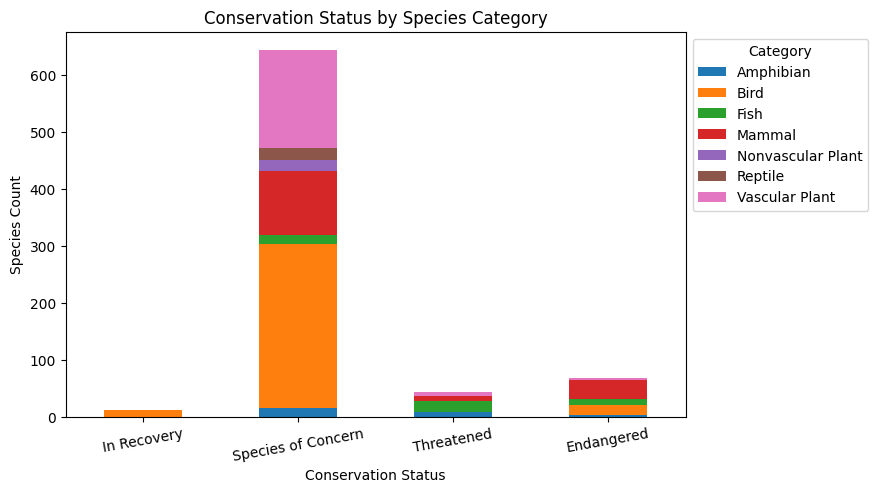 Conservation Status by Species Category
Species Count
600
500
400
300
200
100
0
In Recovery
Species of Concern
Threatened
Endangered
Conservation Status
Category
Amphibian
Bird
Fish
Mammal
Nonvascular Plant
Reptile
Vascular Plant